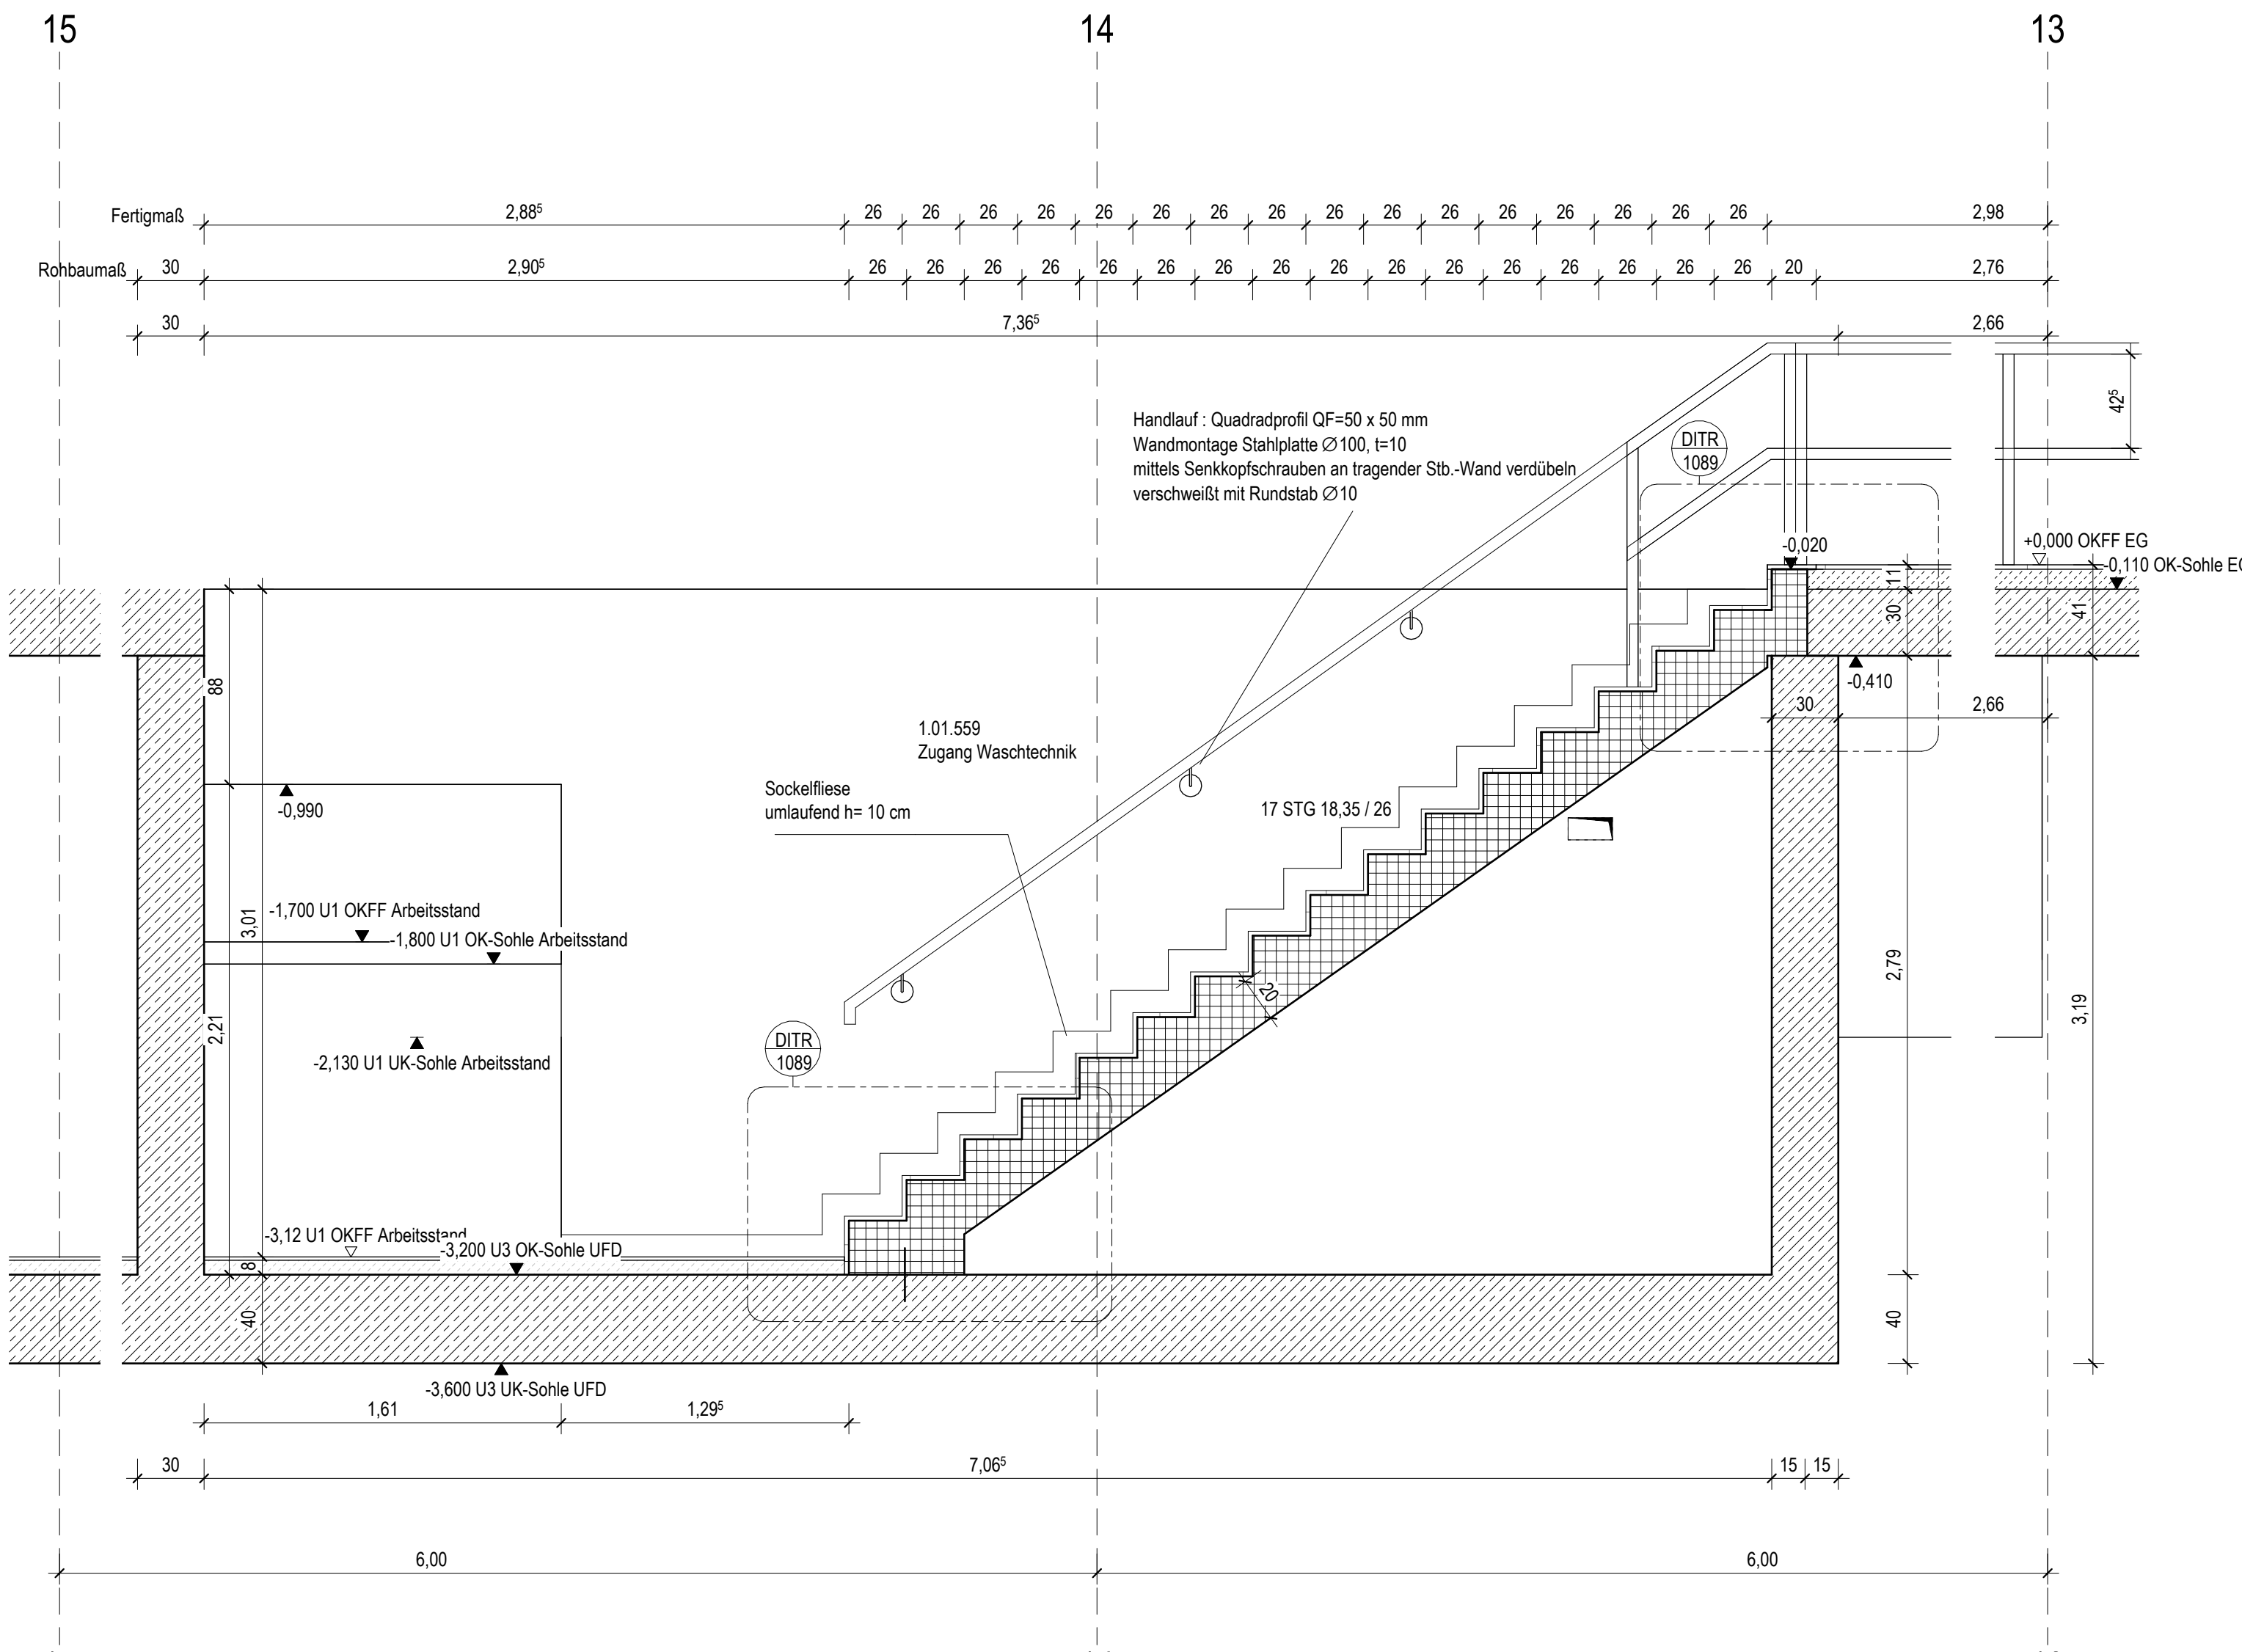 15
14
13
Fertigmaß
2,88⁵
26 26 26 26 26 26 26 26 26 26 26 26 26 26 26 26
2,98
Rohbaumaß
30
2,90⁵
26 26 26 26 26 26 26 26 26 26 26 26 26 26 26 26
20
2,76
30
7,36⁵
2,66
Handlauf : Quadradprofil QF=50 x 50 mm
Wandmontage Stahlplatte ∅100, t=10
mittels Senkkopfschrauben an tragender Stb.-Wand verdübeln
verschweißt mit Rundstab ∅10
DITR
1089
42⁵
-0,020
+0,000 OKFF EG
-0,110 OK-Sohle
11
30
41
88
-0,410
30
2,66
1.01.559
Zugang Waschtechnik
Sockelfliese
umlaufend h= 10 cm
17 STG 18,35 / 26
-0,990
3,01
-1,700 U1 OKFF Arbeitsstand
-1,800 U1 OK-Sohle Arbeitsstand
20
2,79
2,21
3,19
-2,130 U1 UK-Sohle Arbeitsstand
DITR
1089
-3,12 U1 OKFF Arbeitsstand
-3,200 U3 OK-Sohle UFD
8
40
40
-3,600 U3 UK-Sohle UFD
1,61
1,29⁵
30
7,06⁵
15
15
6,00
6,00